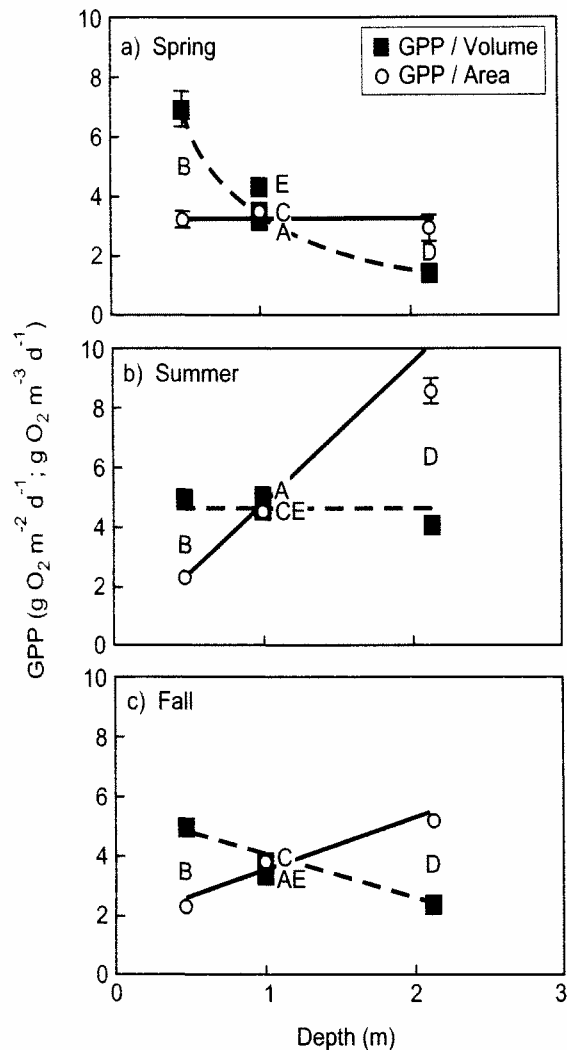 10
a) Spring
GPP / Volume
GPP / Area
8
6
B
E
4
C
A
2
D
0
10
b) Summer
8
D
6
A
CE
4
B
2
0
10
c) Fall
8
6
4
C
B
D
AE
2
0
0
1
2
3
Depth (m)
GPP (g O₂ m⁻² d⁻¹ ; g O₂ m⁻³ d⁻¹)